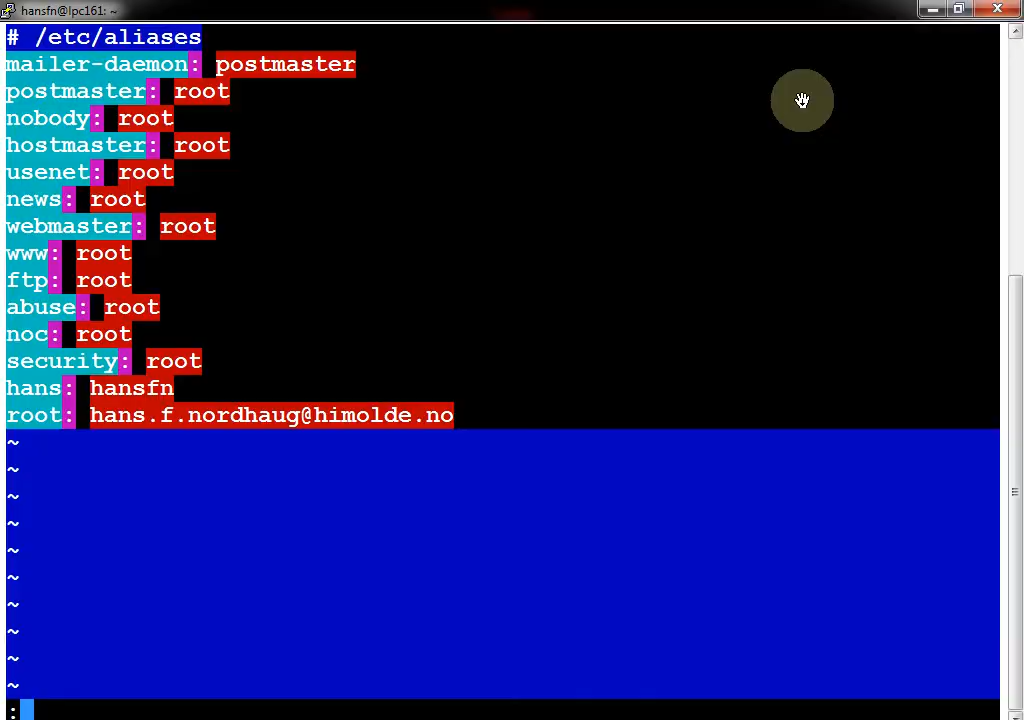 hansfn@lpc161: ~
# /etc/aliases
mailer-daemon: postmaster
postmaster: root
nobody: root
hostmaster: root
usenet: root
news: root
webmaster: root
www: root
ftp: root
abuse: root
noc: root
security: root
hans: hansfn
root: hans.f.nordhaug@himolde.no
~
~
~
~
~
~
~
~
~
~
: